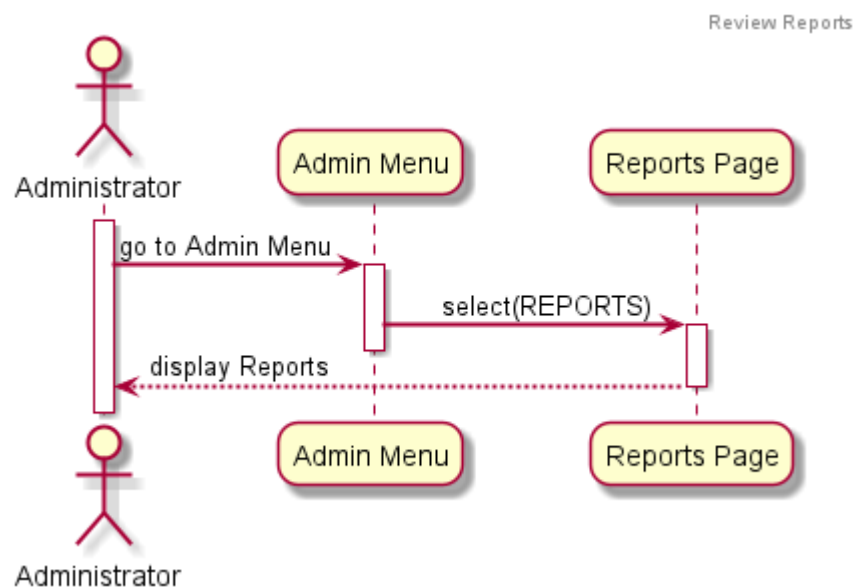 Review Reports
Administrator
Admin Menu
Reports Page
go to Admin Menu
select(REPORTS)
display Reports
Admin Menu
Reports Page
Administrator